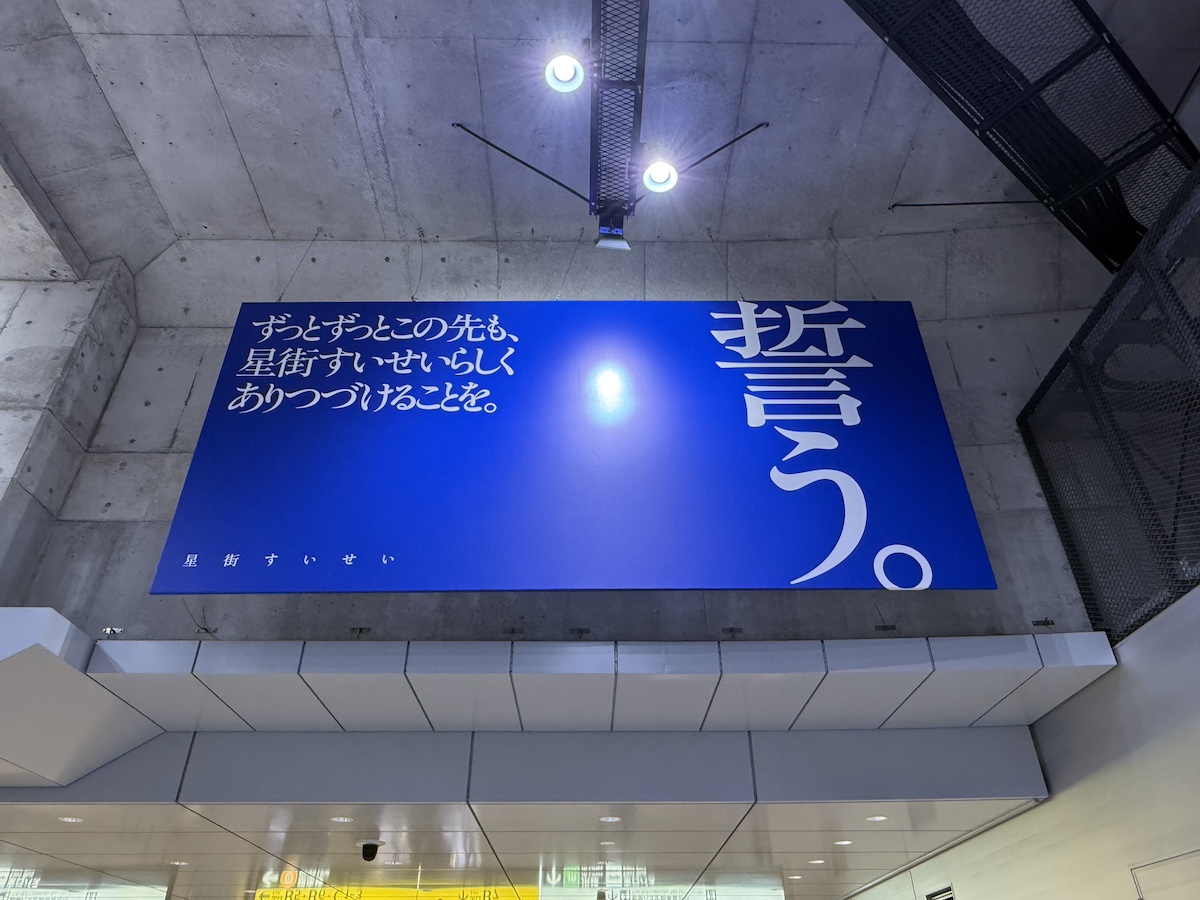 誓う。
ずっとずっとこの先も、
星街すいせいらしく
ありつづけることを。
星街すいせい